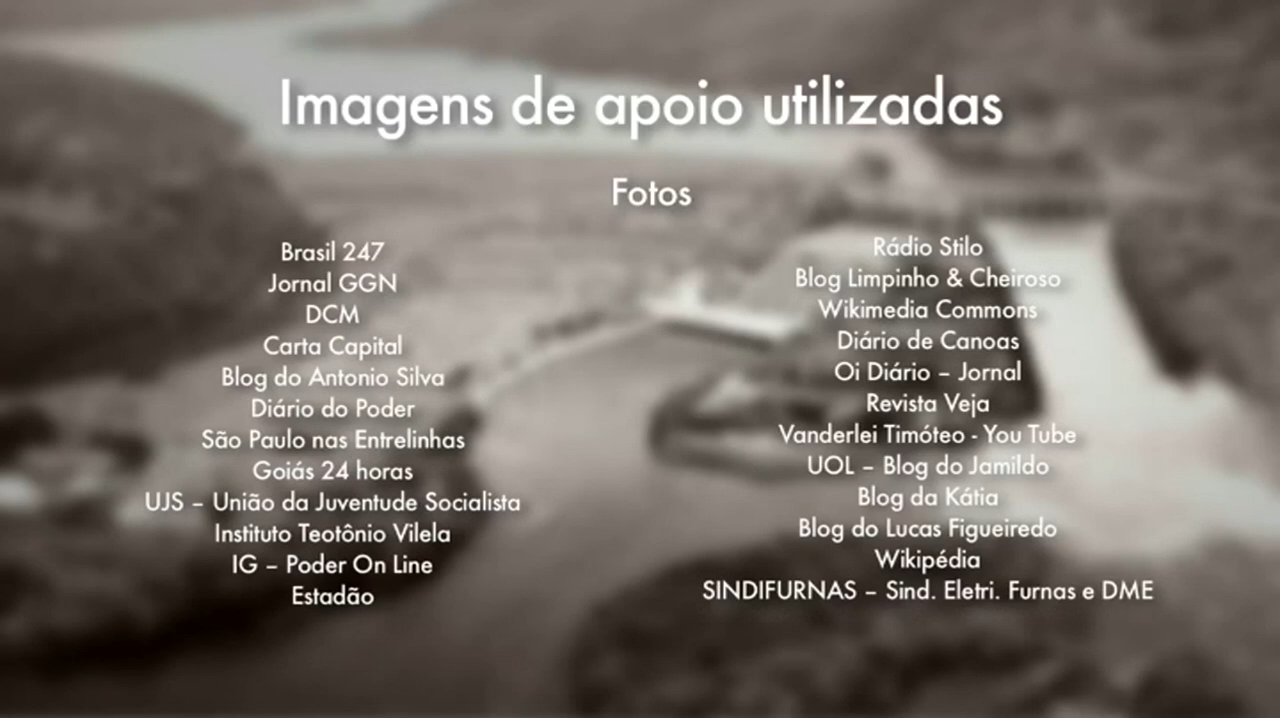 Imagens de apoio utilizadas
Fotos
Brasil 247
Jornal GGN
DCM
Carta Capital
Blog do Antonio Silva
Diário do Poder
São Paulo nas Entrelinhas
Goiás 24 horas
UJS – União da Juventude Socialista
Instituto Teotônio Vilela
IG – Poder On Line
Estadão
Rádio Stilo
Blog Limpinho & Cheiroso
Wikimedia Commons
Diário de Canoas
Oi Diário – Jornal
Revista Veja
Vanderlei Timóteo - You Tube
UOL – Blog do Jamildo
Blog da Kátia
Blog do Lucas Figueiredo
Wikipédia
SINDIFURNAS – Sind. Eletri. Furnas e DME